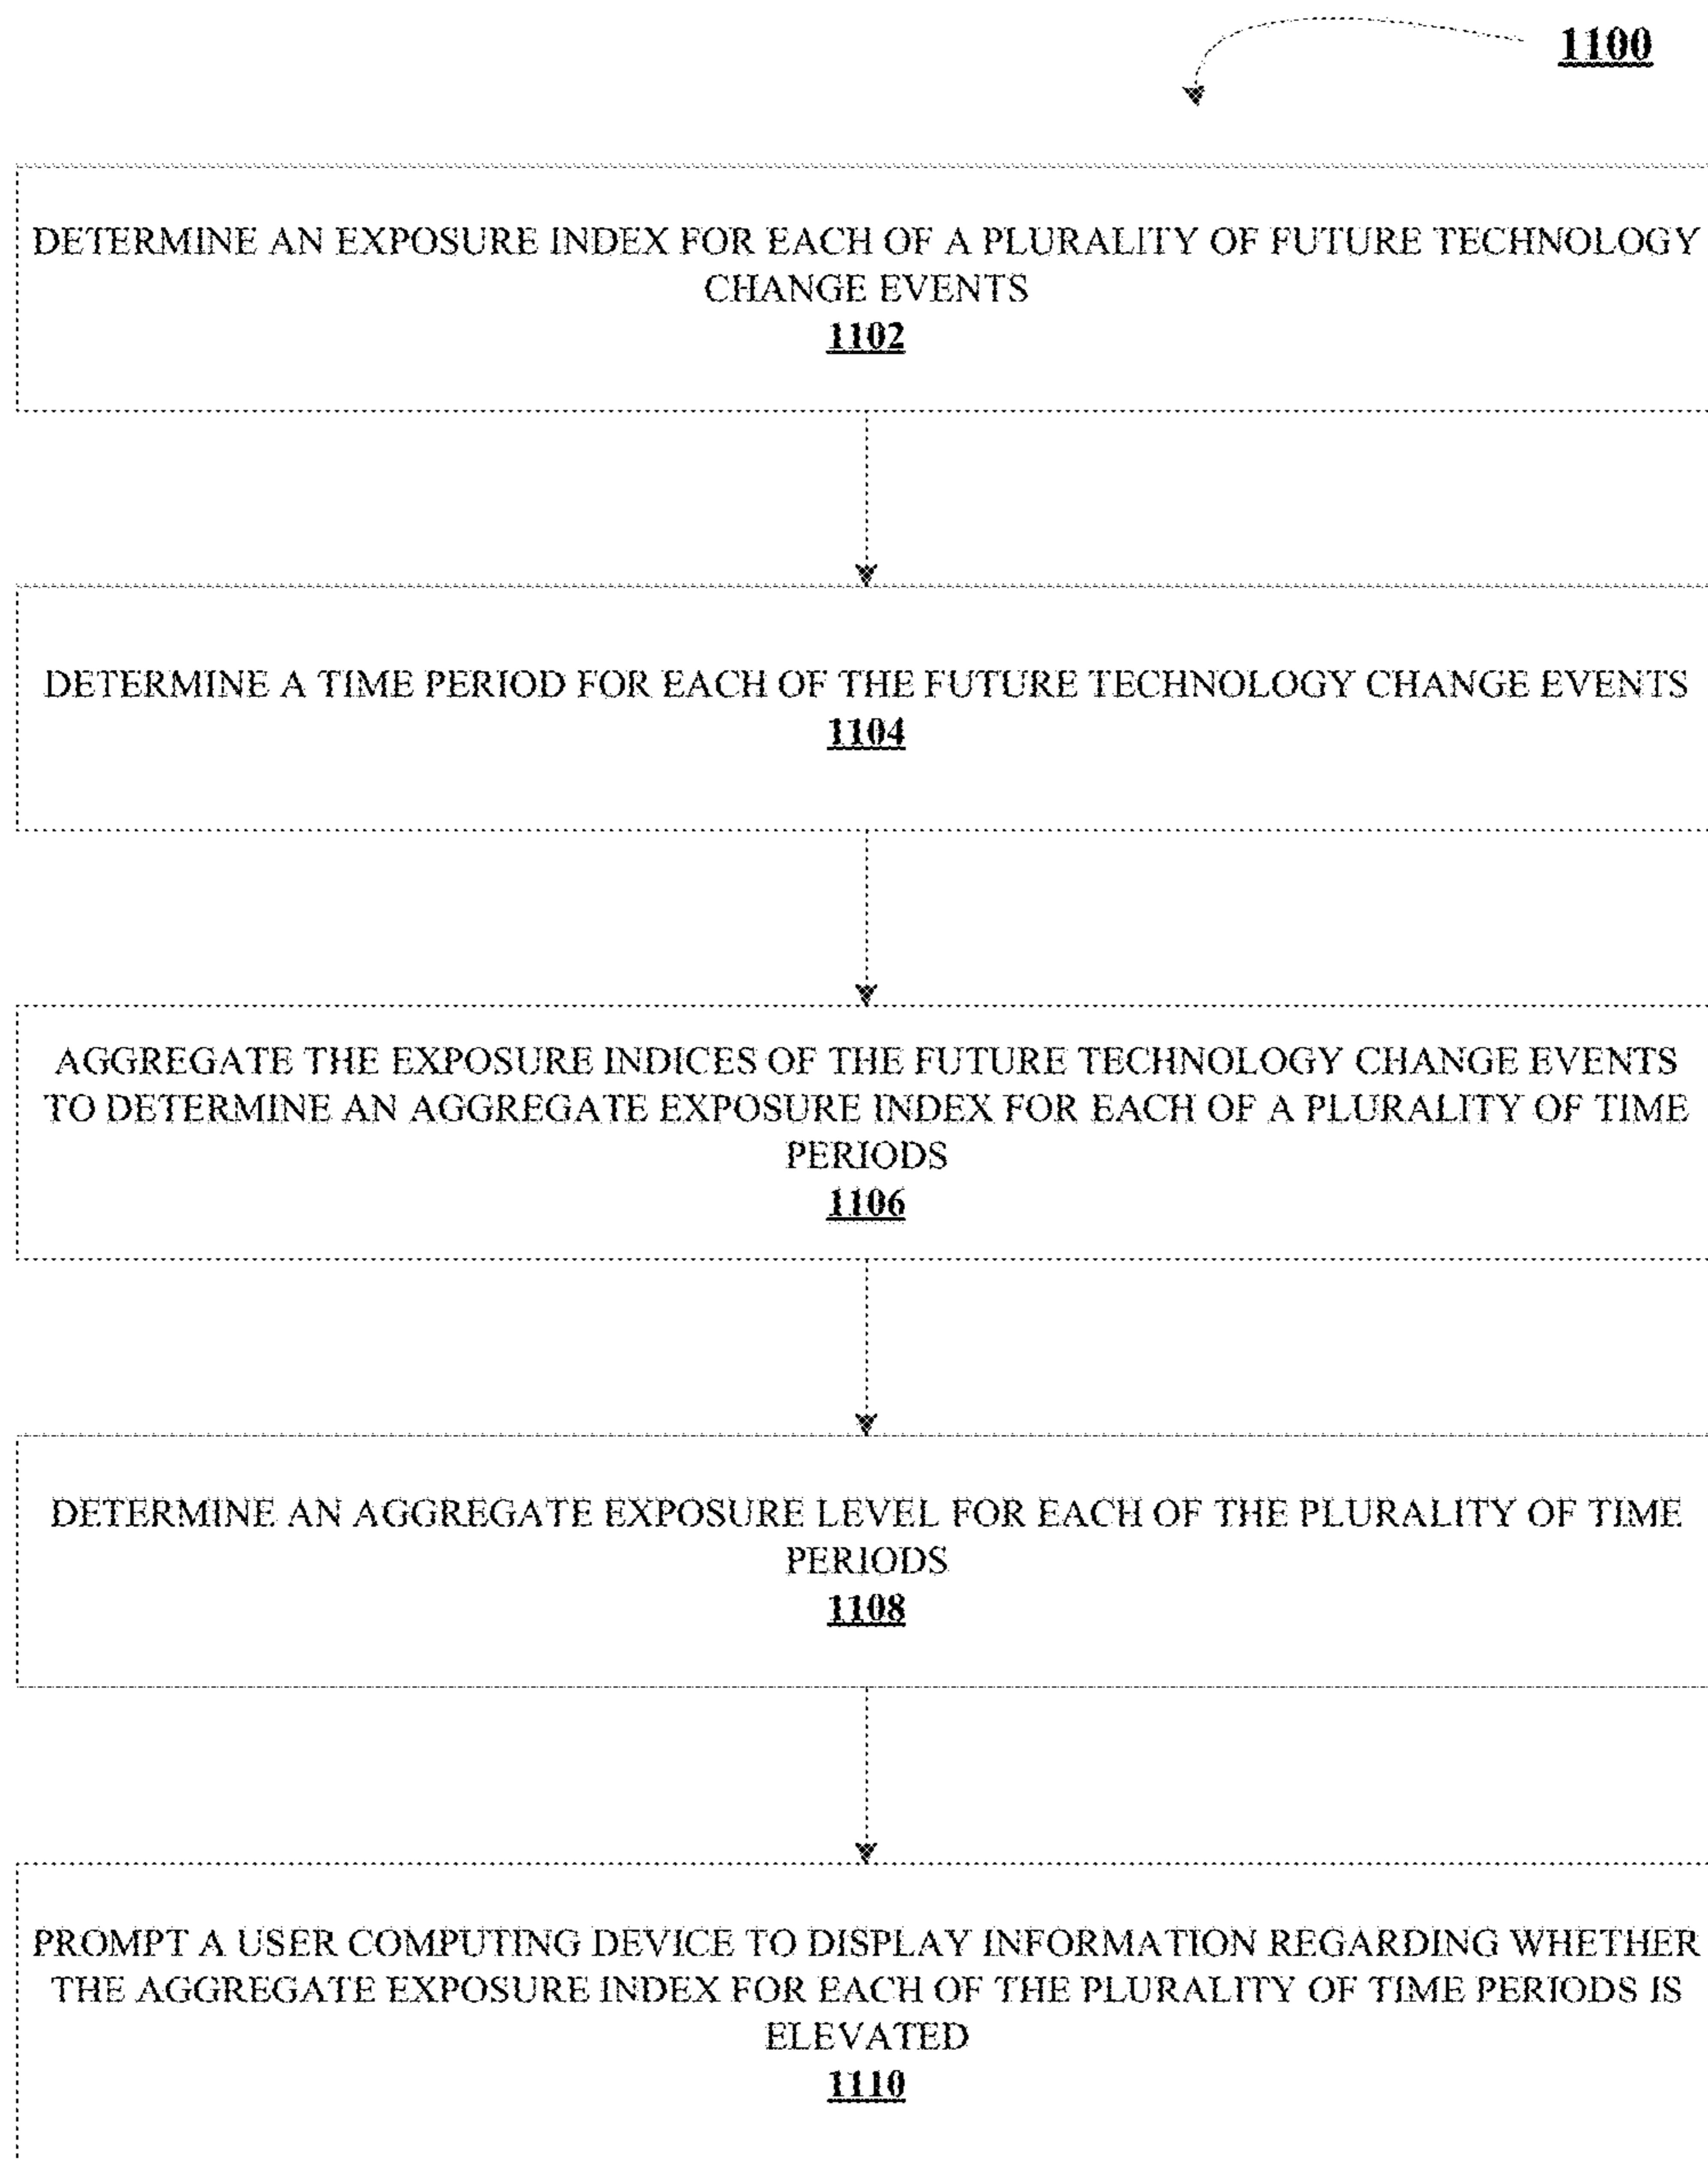 1100
DETERMINE AN EXPOSURE INDEX FOR EACH OF A PLURALITY OF FUTURE TECHNOLOGY
CHANGE EVENTS
1102
DETERMINE A TIME PERIOD FOR EACH OF THE FUTURE TECHNOLOGY CHANGE EVENTS
1104
AGGREGATE THE EXPOSURE INDICES OF THE FUTURE TECHNOLOGY CHANGE EVENTS
TO DETERMINE AN AGGREGATE EXPOSURE INDEX FOR EACH OF A PLURALITY OF TIME
PERIODS
1106
DETERMINE AN AGGREGATE EXPOSURE LEVEL FOR EACH OF THE PLURALITY OF TIME
PERIODS
1108
PROMPT A USER COMPUTING DEVICE TO DISPLAY INFORMATION REGARDING WHETHER
THE AGGREGATE EXPOSURE INDEX FOR EACH OF THE PLURALITY OF TIME PERIODS IS
ELEVATED
1110